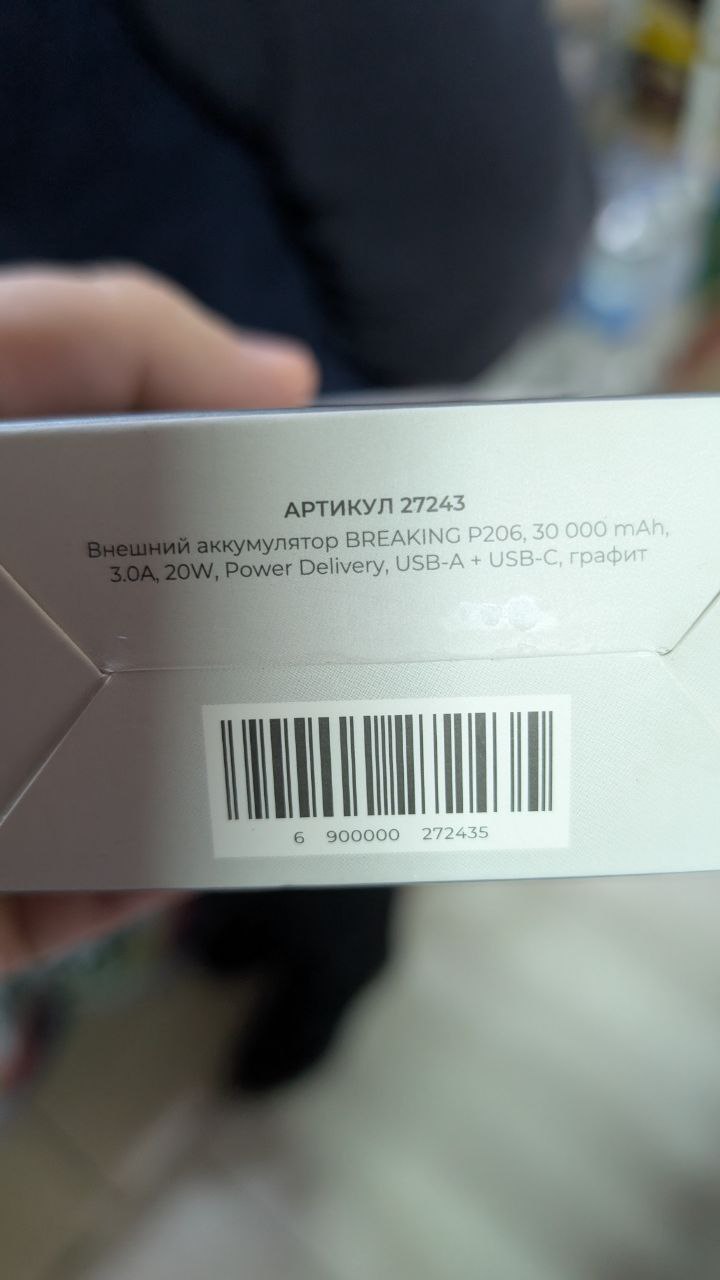 АРТИКУЛ 27243
Внешний аккумулятор BREAKING P206, 30 000 mAh,
3.0A, 20W, Power Delivery, USB-A + USB-C, графит
6 900000 272435